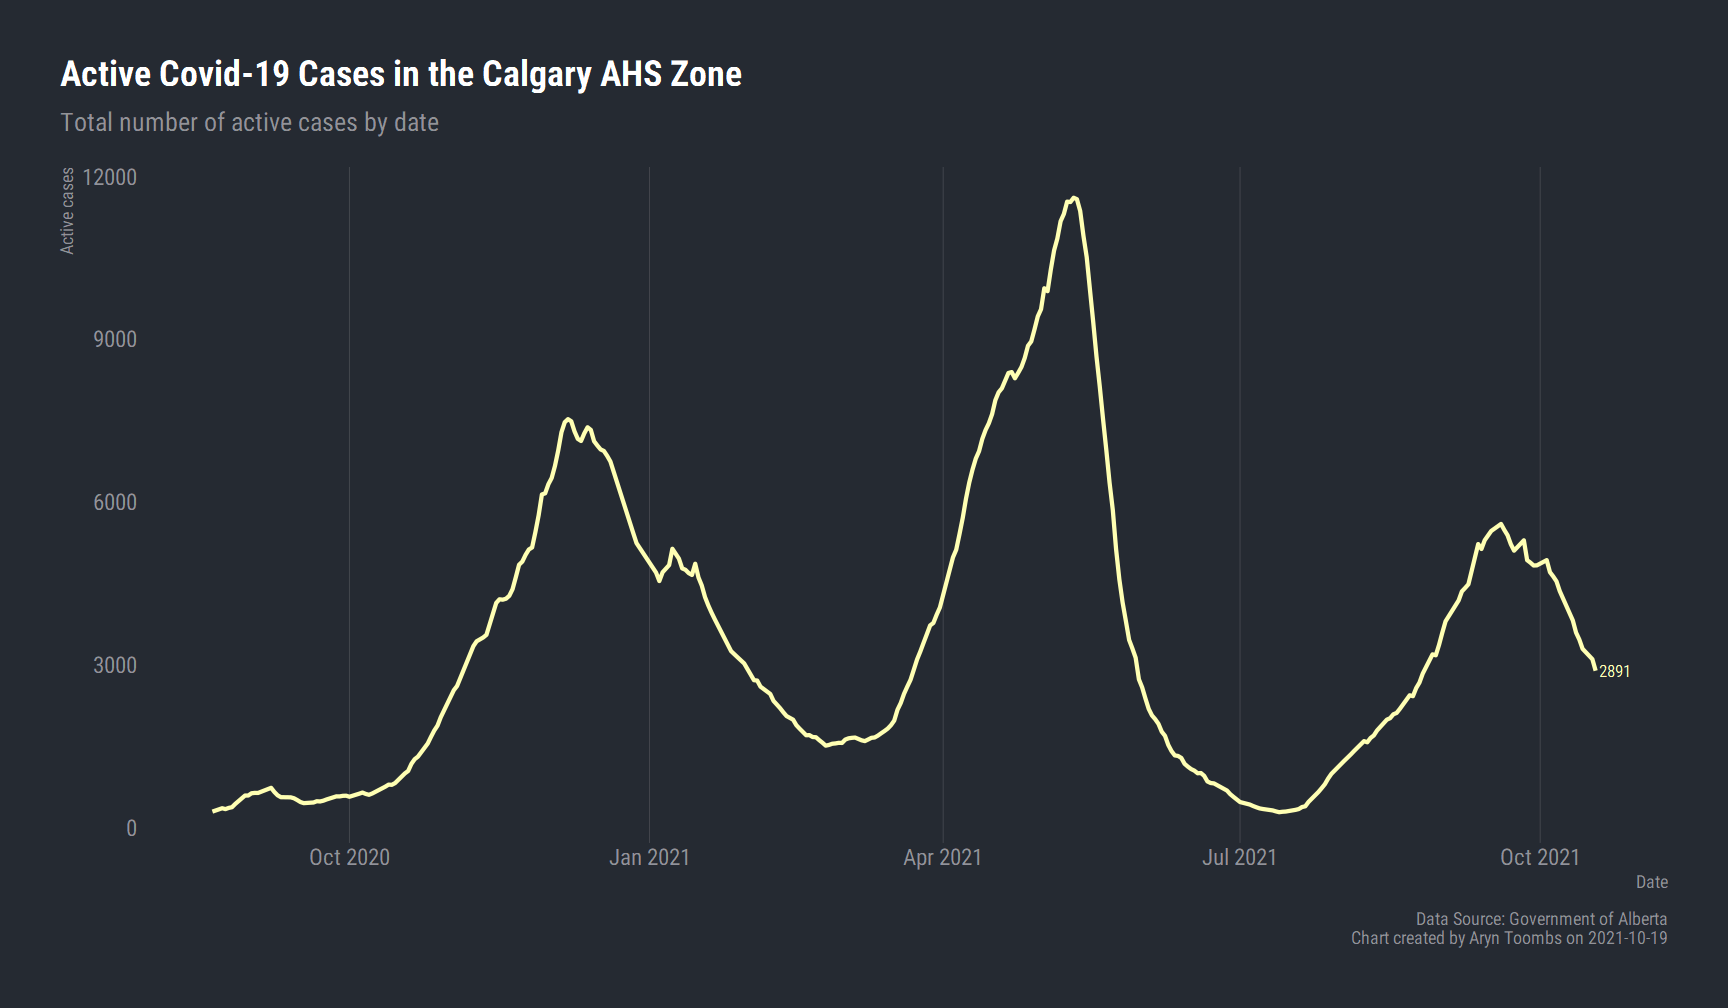 Active Covid-19 Cases in the Calgary AHS Zone
Total number of active cases by date
Active cases
12000
9000
6000
3000
0
2891
Oct 2020
Jan 2021
Apr 2021
Jul 2021
Oct 2021
Date
Data Source: Government of Alberta
Chart created by Aryn Toombs on 2021-10-19